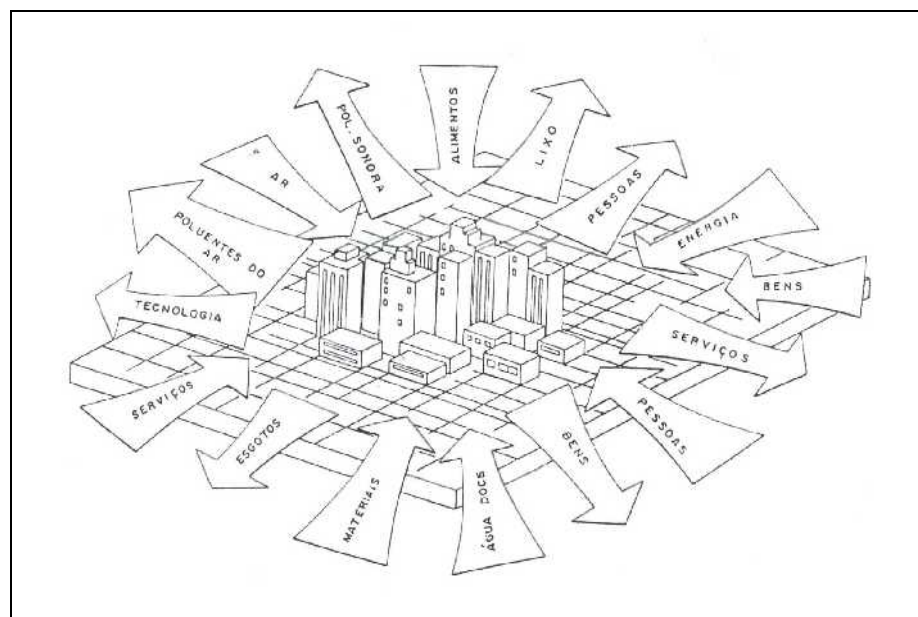 POL. SONORA
ALIMENTOS
LIXO
AR
PESSOAS
POLUENTES DO
AR
ENERGIA
BENS
TECNOLOGIA
SERVIÇOS
SERVIÇOS
PESSOAS
ESGOTOS
BENS
MATERIAIS
ÁGUA DOCE